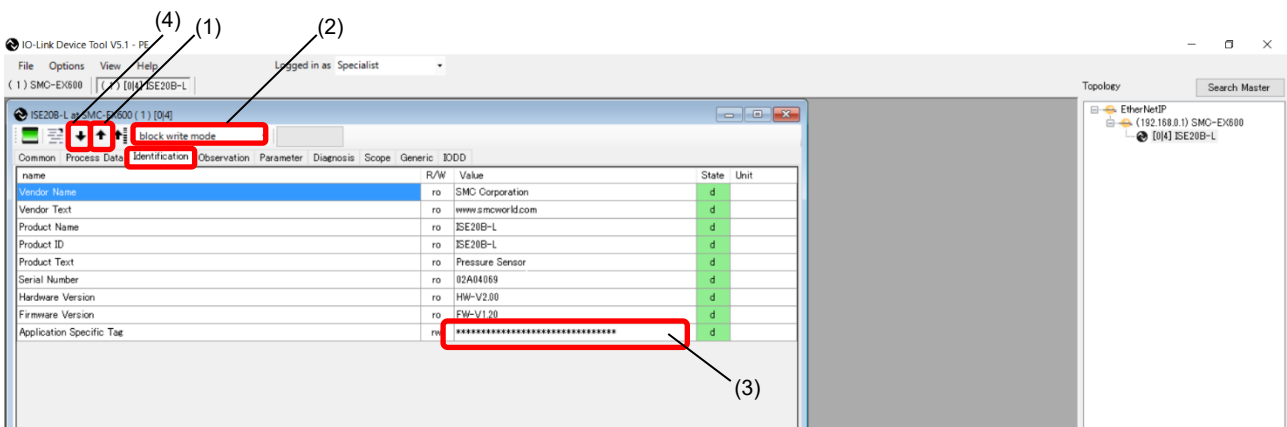 (4)
(1)
(2)
IO-Link Device Tool V5.1 - PE
File Options View Help Logged in as Specialist
(1) SMC-EX600 (1) [0|4] ISE20B-L
Topology Search Master
ISE20B-L at SMC-EX600 (1) [0|4]
block write mode
Common Process Data Identification Observation Parameter Diagnosis Scope Generic IODD
name R/W Value State Unit
Vendor Name ro SMC Corporation d
Vendor Text ro www.smcworld.com d
Product Name ro ISE20B-L d
Product ID ro ISE20B-L d
Product Text ro Pressure Sensor d
Serial Number ro 02A04069 d
Hardware Version ro HW-V2.00 d
Firmware Version ro FW-V1.20 d
Application Specific Tag rw ******************************** d
(3)
EtherNetIP
(192.168.0.1) SMC-EX600
[0|4] ISE20B-L